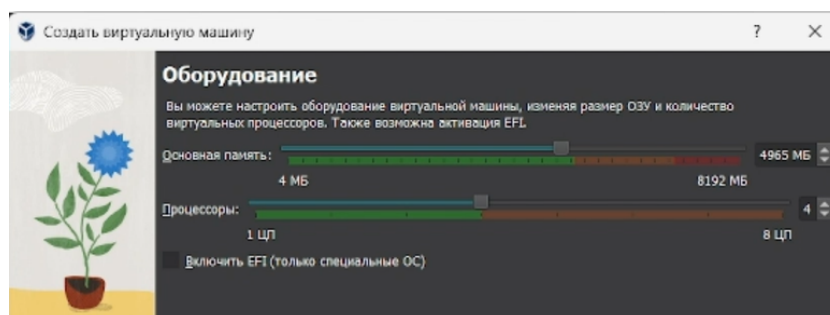 Создать виртуальную машину ?
Оборудование
Вы можете настроить оборудование виртуальной машины, изменяя размер ОЗУ и количество
виртуальных процессоров. Также возможна активация EFI.
Основная память: 4965 МБ
4 МБ 8192 МБ
Процессоры: 4
1 ЦП 8 ЦП
Включить EFI (только специальные ОС)